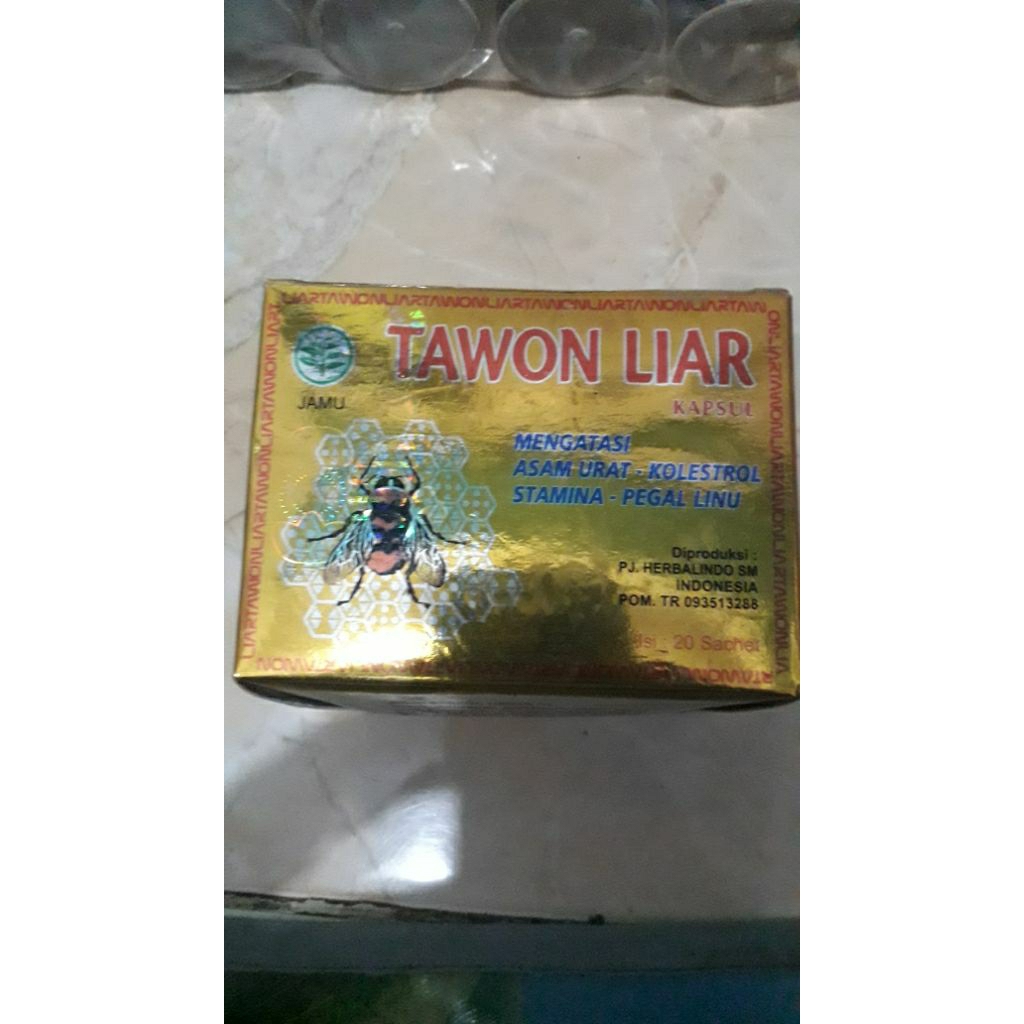 TAWON LIAR
JAMU
KAPSUL
MENGATASI
ASAM URAT - KOLESTROL
STAMINA - PEGAL LINU
Diproduksi :
PJ. HERBALINDO SM
INDONESIA
POM. TR 093513288
Isi_ 20 Sachet